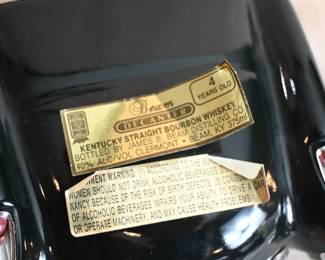 Beam
DECANTER
4
YEARS OLD
KENTUCKY STRAIGHT BOURBON WHISKEY
BOTTLED BY JAMES B. BEAM DISTILLING CO
40% ALC/VOL CLERMONT • BEAM, KY 375ml
RNMENT WARNING:
WOMEN SHOULD NOT DRINK ALCOHOLIC BEVERAGES
NANCY BECAUSE OF THE RISK OF BIRTH DEFECTS.
OF ALCOHOLIC BEVERAGES IMPAIRS YOUR ABILITY TO DRIVE A CAR
OR OPERATE MACHINERY, AND MAY CAUSE HEALTH PROBLEMS